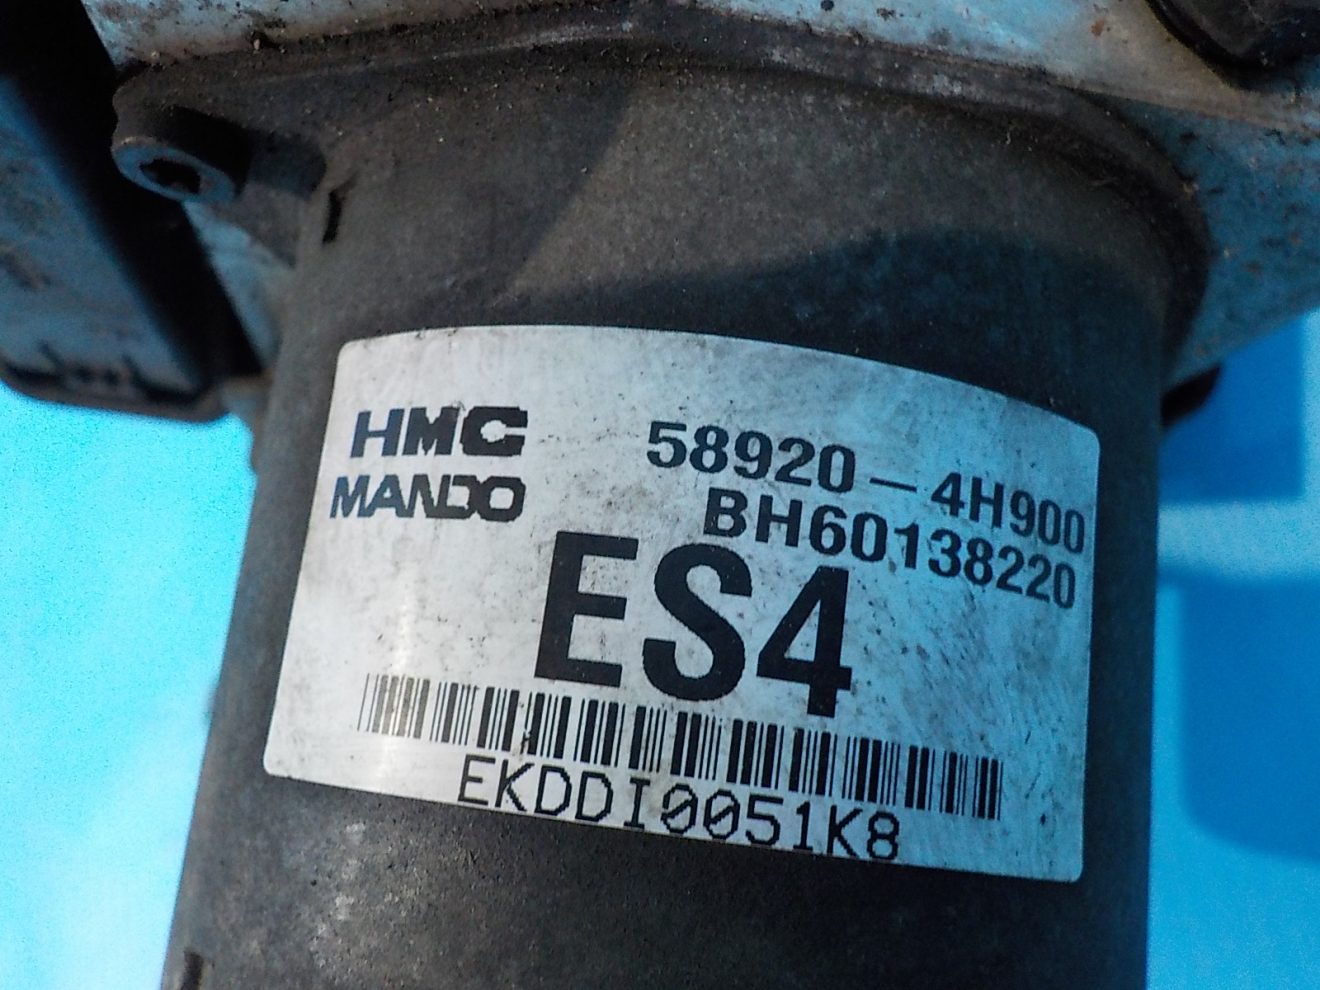 HMC 58920-4H900
MANDO BH60138220
ES4
EKDDI0051K8